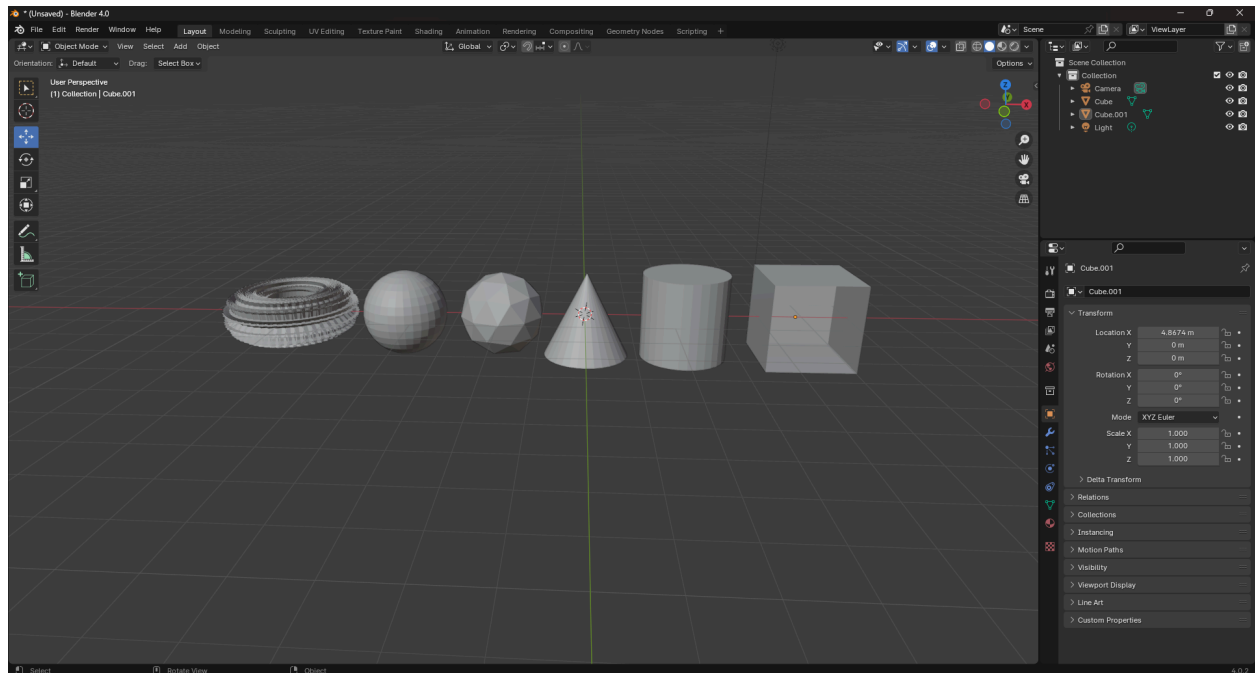 * (Unsaved) - Blender 4.0
File Edit Render Window Help Layout Modeling Sculpting UV Editing Texture Paint Shading Animation Rendering Compositing Geometry Nodes Scripting + Scene ViewLayer
Object Mode View Select Add Object Global
Orientation: Default Drag: Select Box Options
User Perspective
(1) Collection | Cube.001
Z
Y
X
Scene Collection
Collection
Camera
Cube
Cube.001
Light
Cube.001
Cube.001
Transform
Location X 4.8674 m
Y 0 m
Z 0 m
Rotation X 0°
Y 0°
Z 0°
Mode XYZ Euler
Scale X 1.000
Y 1.000
Z 1.000
Delta Transform
Relations
Collections
Instancing
Motion Paths
Visibility
Viewport Display
Line Art
Custom Properties
Select Rotate View Object 4.0.2